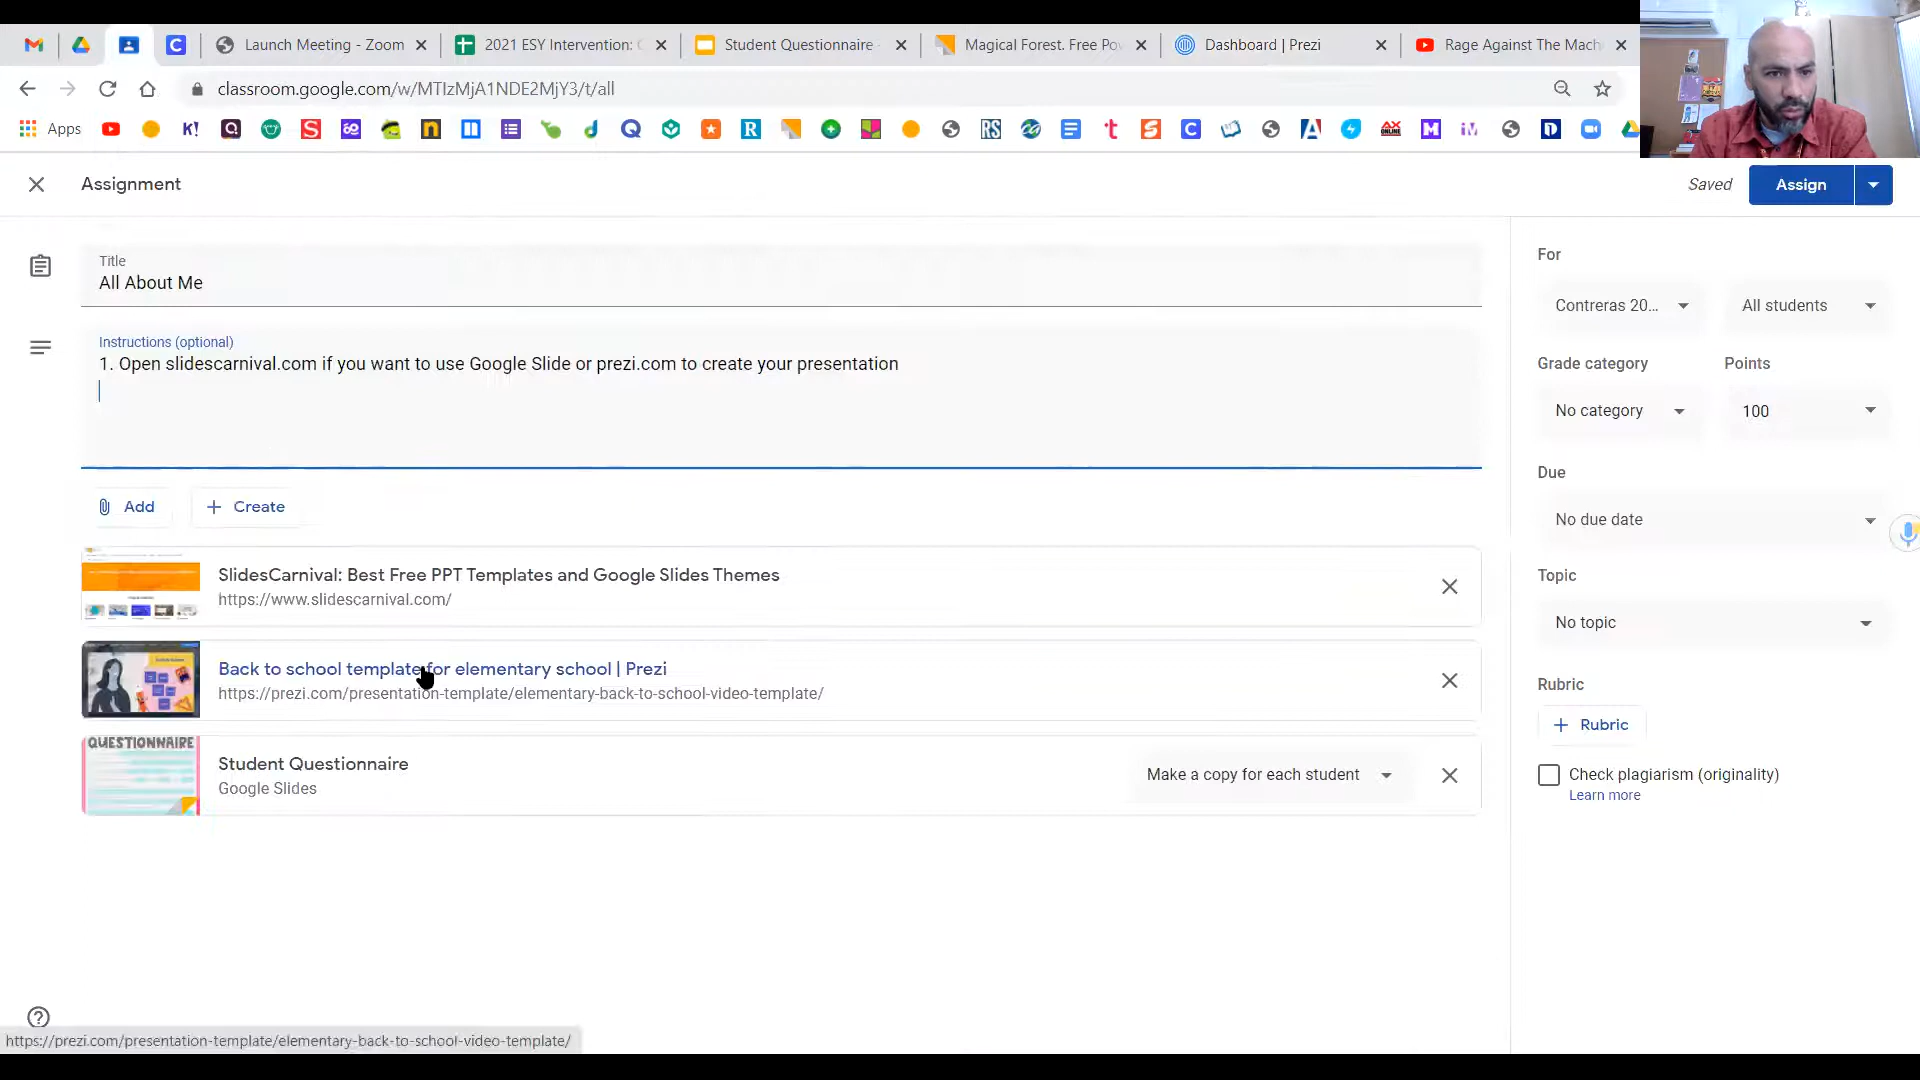 Launch Meeting - Zoom
2021 ESY Intervention: C
Student Questionnaire -
Magical Forest. Free Po
Dashboard | Prezi
Rage Against The Mach
classroom.google.com/w/MTIzMjA1NDE2MjY3/t/all
Apps
Assignment
Saved
Assign
Title
All About Me
Instructions (optional)
1. Open slidescarnival.com if you want to use Google Slide or prezi.com to create your presentation
Add
Create
SlidesCarnival: Best Free PPT Templates and Google Slides Themes
https://www.slidescarnival.com/
Back to school template for elementary school | Prezi
https://prezi.com/presentation-template/elementary-back-to-school-video-template/
QUESTIONNAIRE
Student Questionnaire
Google Slides
Make a copy for each student
For
Contreras 20...
All students
Grade category
Points
No category
100
Due
No due date
Topic
No topic
Rubric
Rubric
Check plagiarism (originality)
Learn more
https://prezi.com/presentation-template/elementary-back-to-school-video-template/